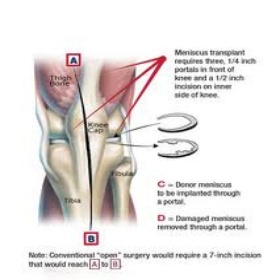 A
Meniscus transplant
requires three, 1/4 inch
portals in front of
knee and a 1/2 inch
incision on inner
side of knee.
Thigh
Bone
Knee
Cap
Fibula
Tibia
C = Donor meniscus
to be implanted through
a portal.
D = Damaged meniscus
removed through a portal.
B
Note: Conventional "open" surgery would require a 7-inch incision
that would reach A to B.